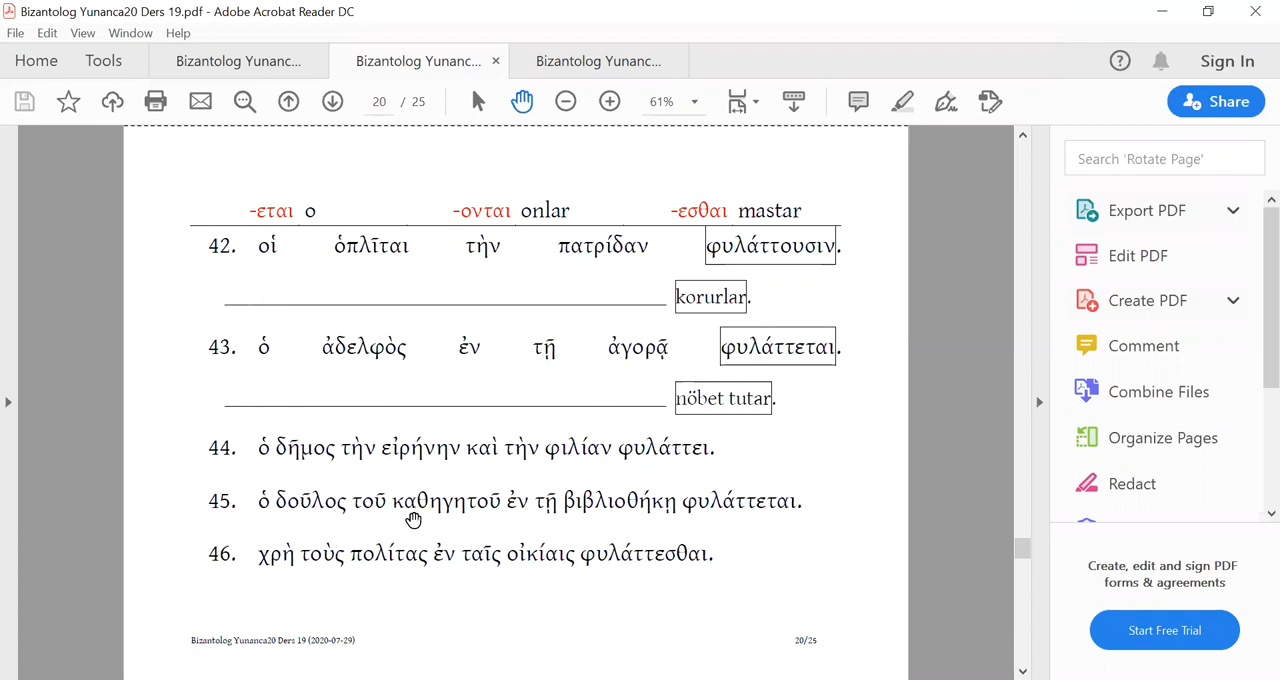 Bizantolog Yunanca20 Ders 19.pdf - Adobe Acrobat Reader DC
File Edit View Window Help
Home Tools Bizantolog Yunanc... Bizantolog Yunanc... × Bizantolog Yunanc... Sign In
20 / 25 61% Share
-εται o -ονται onlar -εσθαι mastar
42. οἱ ὁπλῖται τὴν πατρίδαν φυλάττουσιν.
korurlar.
43. ὁ ἀδελφὸς ἐν τῇ ἀγορᾷ φυλάττεται.
nöbet tutar.
44. ὁ δῆμος τὴν εἰρήνην καὶ τὴν φιλίαν φυλάττει.
45. ὁ δοῦλος τοῦ καθηγητοῦ ἐν τῇ βιβλιοθήκῃ φυλάττεται.
46. χρὴ τοὺς πολίτας ἐν ταῖς οἰκίαις φυλάττεσθαι.
Bizantolog Yunanca20 Ders 19 (2020-07-29) 20/25
Search 'Rotate Page'
Export PDF
Edit PDF
Create PDF
Comment
Combine Files
Organize Pages
Redact
Create, edit and sign PDF
forms & agreements
Start Free Trial